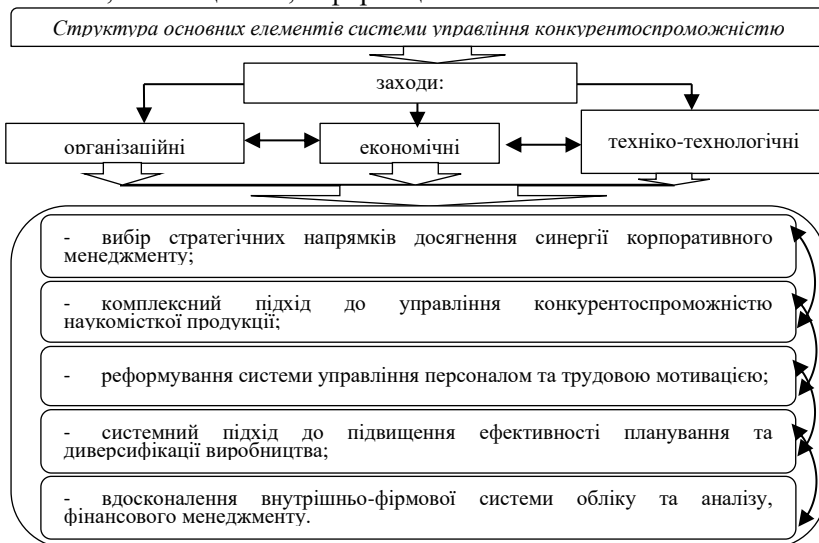 Структура основних елементів системи управління конкурентоспроможністю
заходи:
організаційні
економічні
техніко-технологічні
- вибір стратегічних напрямків досягнення синергії корпоративного
менеджменту;
- комплексний підхід до управління конкурентоспроможністю
наукомісткої продукції;
- реформування системи управління персоналом та трудовою мотивацією;
- системний підхід до підвищення ефективності планування та
диверсифікації виробництва;
- вдосконалення внутрішньо-фірмової системи обліку та аналізу,
фінансового менеджменту.